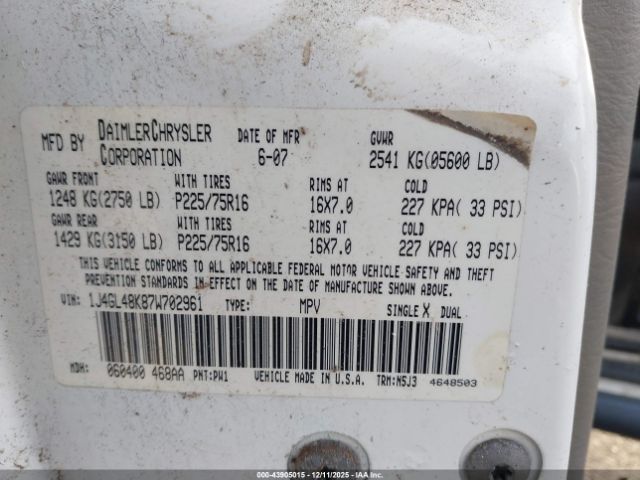 MFD BY DAIMLERCHRYSLER CORPORATION DATE OF MFR 6-07 GVWR 2541 KG(05600 LB)
GAWR FRONT WITH TIRES RIMS AT COLD
1248 KG(2750 LB) P225/75R16 16X7.0 227 KPA( 33 PSI)
GAWR REAR WITH TIRES RIMS AT COLD
1429 KG(3150 LB) P225/75R16 16X7.0 227 KPA( 33 PSI)
THIS VEHICLE CONFORMS TO ALL APPLICABLE FEDERAL MOTOR VEHICLE SAFETY AND THEFT
PREVENTION STANDARDS IN EFFECT ON THE DATE OF MANUFACTURE SHOWN ABOVE.
VIN: 1J4GL48K87W702961 TYPE: MPV SINGLE X DUAL
MDH: 060400 468AA PNT:PW1 VEHICLE MADE IN U.S.A. TRM:N5J3 4648503
000-43905015 - 12/11/2025 - IAAI.COM